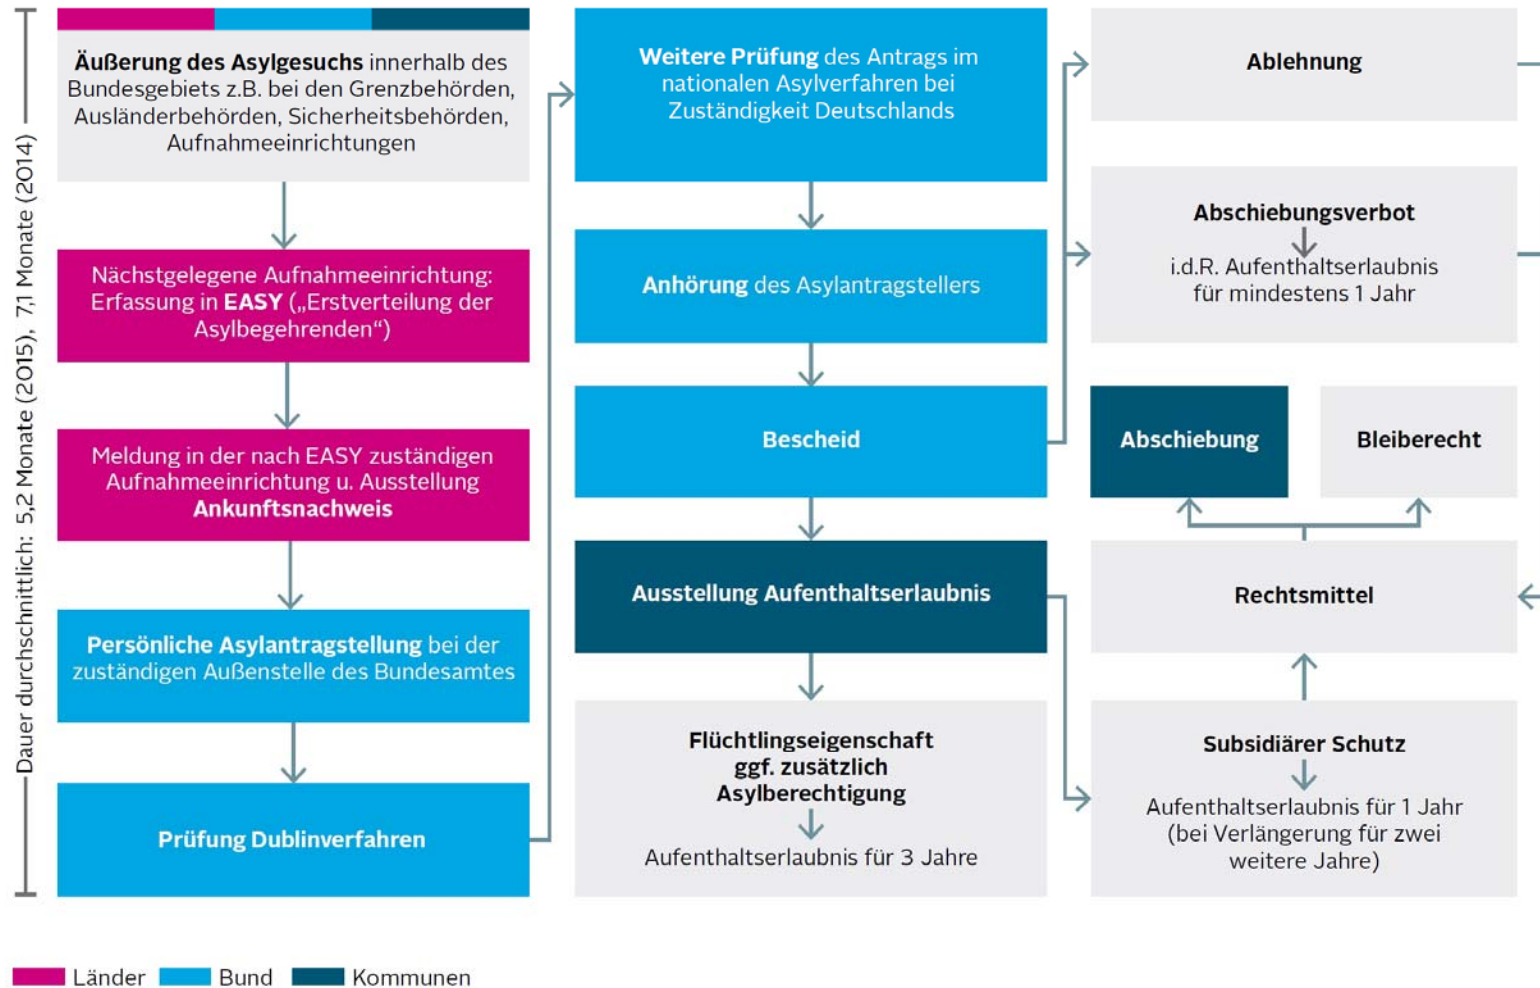 Dauer durchschnittlich: 5,2 Monate (2015), 7,1 Monate (2014)
Äußerung des Asylgesuchs innerhalb des
Bundesgebiets z.B. bei den Grenzbehörden,
Ausländerbehörden, Sicherheitsbehörden,
Aufnahmeeinrichtungen
Nächstgelegene Aufnahmeeinrichtung:
Erfassung in EASY („Erstverteilung der
Asylbegehrenden“)
Meldung in der nach EASY zuständigen
Aufnahmeeinrichtung u. Ausstellung
Ankunftsnachweis
Persönliche Asylantragstellung bei der
zuständigen Außenstelle des Bundesamtes
Prüfung Dublinverfahren
Weitere Prüfung des Antrags im
nationalen Asylverfahren bei
Zuständigkeit Deutschlands
Anhörung des Asylantragstellers
Bescheid
Ausstellung Aufenthaltserlaubnis
Flüchtlingseigenschaft
ggf. zusätzlich
Asylberechtigung
Aufenthaltserlaubnis für 3 Jahre
Ablehnung
Abschiebungsverbot
i.d.R. Aufenthaltserlaubnis
für mindestens 1 Jahr
Abschiebung
Bleiberecht
Rechtsmittel
Subsidiärer Schutz
Aufenthaltserlaubnis für 1 Jahr
(bei Verlängerung für zwei
weitere Jahre)
Länder
Bund
Kommunen